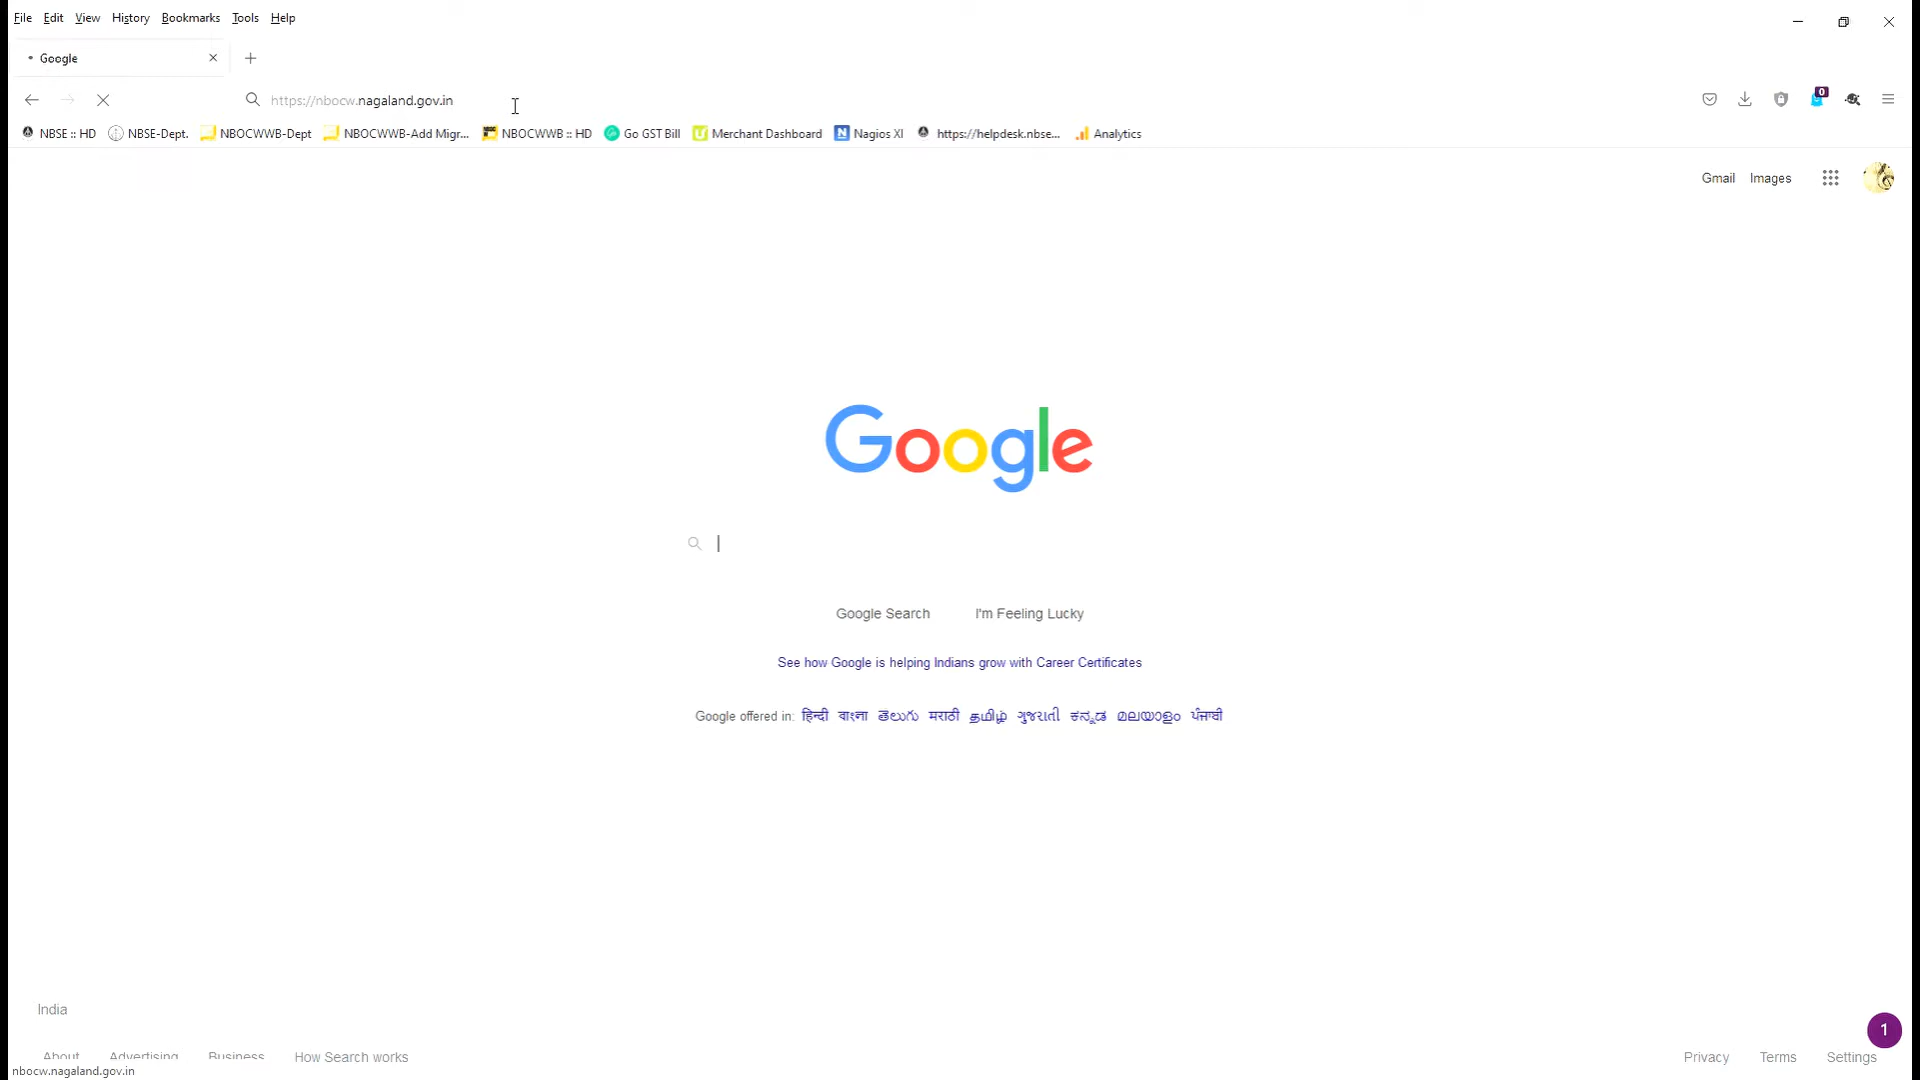 File Edit View History Bookmarks Tools Help
Google
https://nbocw.nagaland.gov.in
0
NBSE :: HD NBSE-Dept. NBOCWWB-Dept NBOCWWB-Add Migr... NBOCWWB :: HD Go GST Bill Merchant Dashboard Nagios XI https://helpdesk.nbse... Analytics
Gmail Images
Google
Google Search I'm Feeling Lucky
See how Google is helping Indians grow with Career Certificates
Google offered in: हिन्दी বাংলা తెలుగు मराठी தமிழ் ગુજરાતી ಕನ್ನಡ മലയാളം ਪੰਜਾਬੀ
India
1
About Advertising Business How Search works Privacy Terms Settings
nbocw.nagaland.gov.in